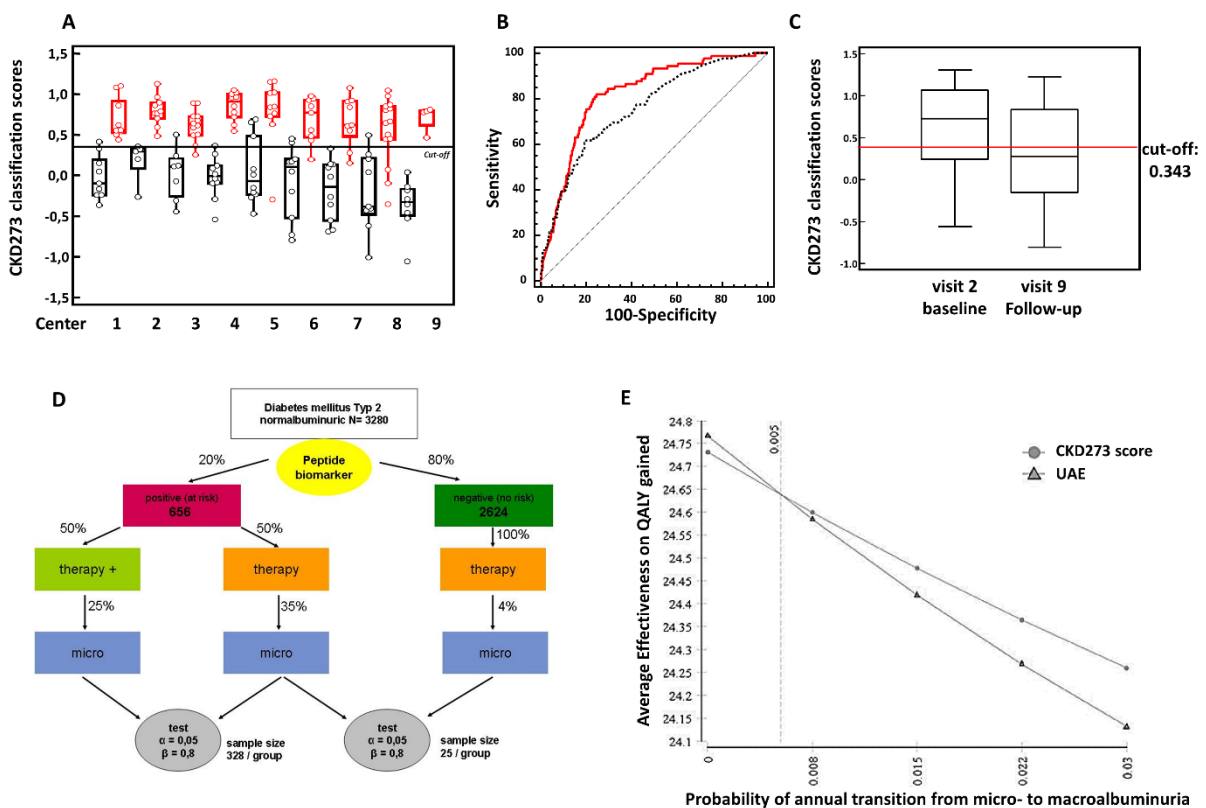 A
CKD273 classification scores
1,5
1,0
0,5
0,0
-0,5
-1,0
-1,5
Cut-off
Center 1 2 3 4 5 6 7 8 9
B
Sensitivity
100
80
60
40
20
0
0 20 40 60 80 100
100-Specificity
C
CKD273 classification scores
1.5
1.0
0.5
0.0
-0.5
-1.0
cut-off:
0.343
visit 2 visit 9
baseline Follow-up
D
Diabetes mellitus Typ 2
normalbuminuric N= 3280
Peptide
biomarker
20% 80%
positive (at risk)
656
negative (no risk)
2624
50% 50% 100%
therapy + therapy therapy
25% 35% 4%
micro micro micro
test
α = 0,05
β = 0,8
sample size
328 / group
test
α = 0,05
β = 0,8
sample size
25 / group
E
Average Effectiveness on QALY gained
24.8
24.75
24.7
24.65
24.6
24.55
24.5
24.45
24.4
24.35
24.3
24.25
24.2
24.15
24.1
0.005
CKD273 score
UAE
0 0.008 0.015 0.023 0.03
Probability of annual transition from micro- to macroalbuminuria